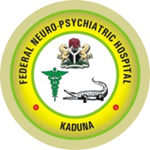 FEDERAL NEURO-PSYCHIATRIC HOSPITAL
KADUNA